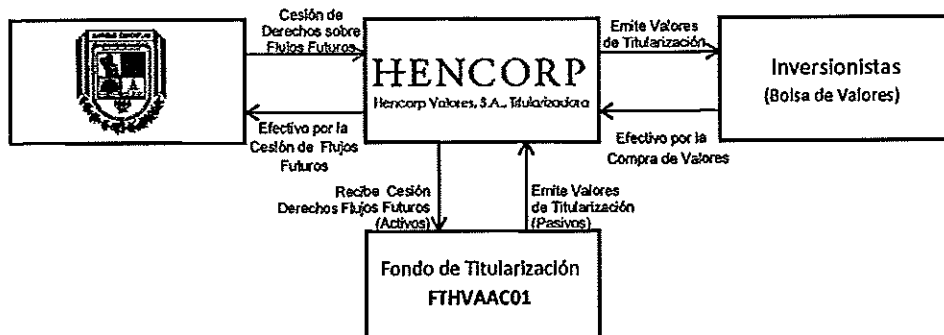 Cesión de
Derechos sobre
Flujos Futuros
Efectivo por la
Cesión de Flujos
Futuros
HENCORP
Hencorp Valores, S.A., Titularizadora
Emite Valores
de Titularización
Efectivo por la
Compra de Valores
Inversionistas
(Bolsa de Valores)
Recibe Cesión
Derechos Flujos Futuros
(Activos)
Emite Valores
de Titularización
(Pasivos)
Fondo de Titularización
FTHVAAC01